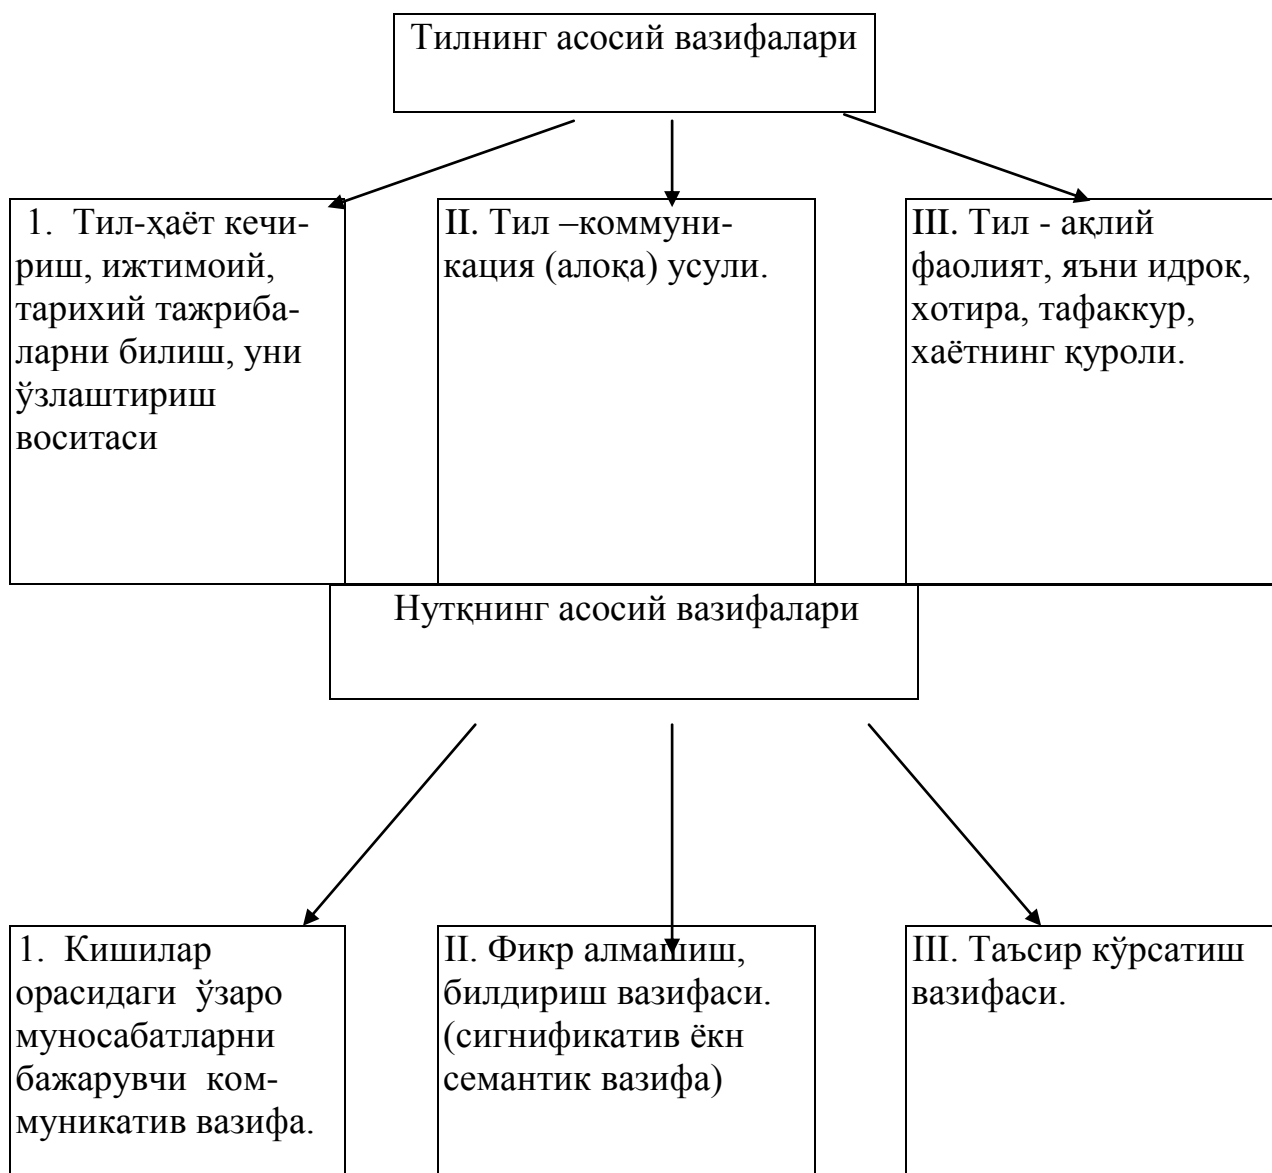 Тилнинг асосий вазифалари
1. Тил-ҳаёт кечи-
риш, ижтимоий,
тарихий тажриба-
ларни билиш, уни
ўзлаштириш
воситаси
II. Тил –коммуни-
кация (алоқа) усули.
III. Тил - ақлий
фаолият, яъни идрок,
хотира, тафаккур,
хаётнинг қуроли.
Нутқнинг асосий вазифалари
1. Кишилар
орасидаги ўзаро
муносабатларни
бажарувчи ком-
муникатив вазифа.
II. Фикр алмашиш,
билдириш вазифаси.
(сигнификатив ёкн
семантик вазифа)
III. Таъсир кўрсатиш
вазифаси.